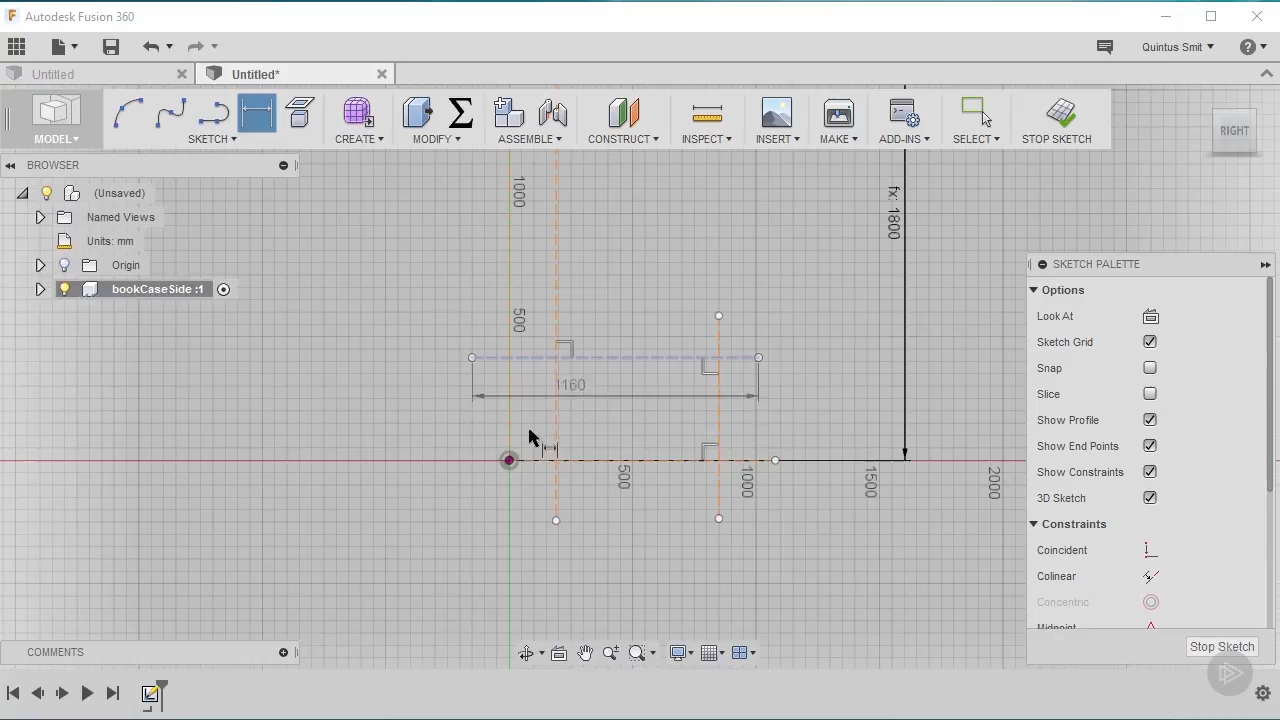 Autodesk Fusion 360
Quintus Smit
Untitled
Untitled*
MODEL
SKETCH
CREATE
MODIFY
ASSEMBLE
CONSTRUCT
INSPECT
INSERT
MAKE
ADD-INS
SELECT
STOP SKETCH
RIGHT
BROWSER
(Unsaved)
Named Views
Units: mm
Origin
bookCaseSide :1
1000
500
1160
fx: 1800
500
1000
1500
2000
SKETCH PALETTE
Options
Look At
Sketch Grid
Snap
Slice
Show Profile
Show End Points
Show Constraints
3D Sketch
Constraints
Coincident
Colinear
Concentric
Midpoint
Stop Sketch
COMMENTS